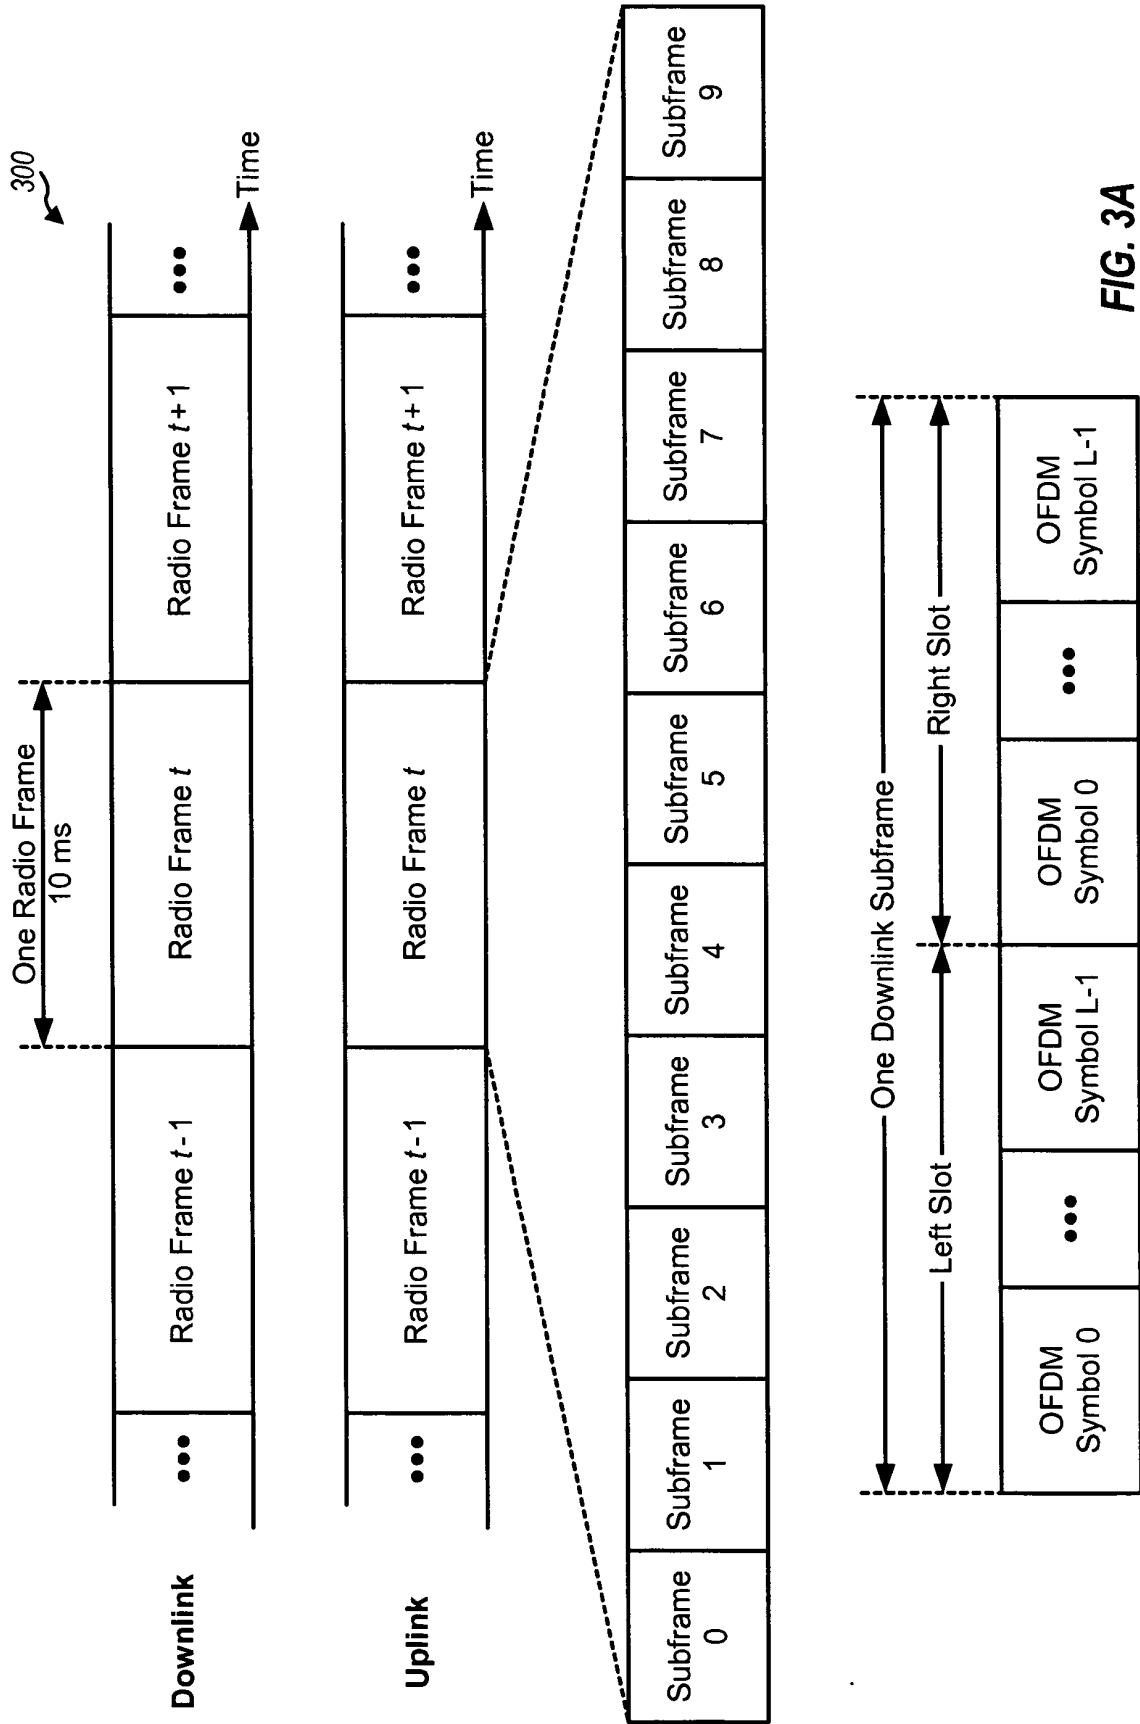 300
One Radio Frame
10 ms
Downlink
•••
Radio Frame t-1
Radio Frame t
Radio Frame t+1
•••
Time
Uplink
•••
Radio Frame t-1
Radio Frame t
Radio Frame t+1
•••
Time
Subframe
0
Subframe
1
Subframe
2
Subframe
3
Subframe
4
Subframe
5
Subframe
6
Subframe
7
Subframe
8
Subframe
9
One Downlink Subframe
Left Slot
Right Slot
OFDM
Symbol 0
•••
OFDM
Symbol L-1
OFDM
Symbol 0
•••
OFDM
Symbol L-1
FIG. 3A